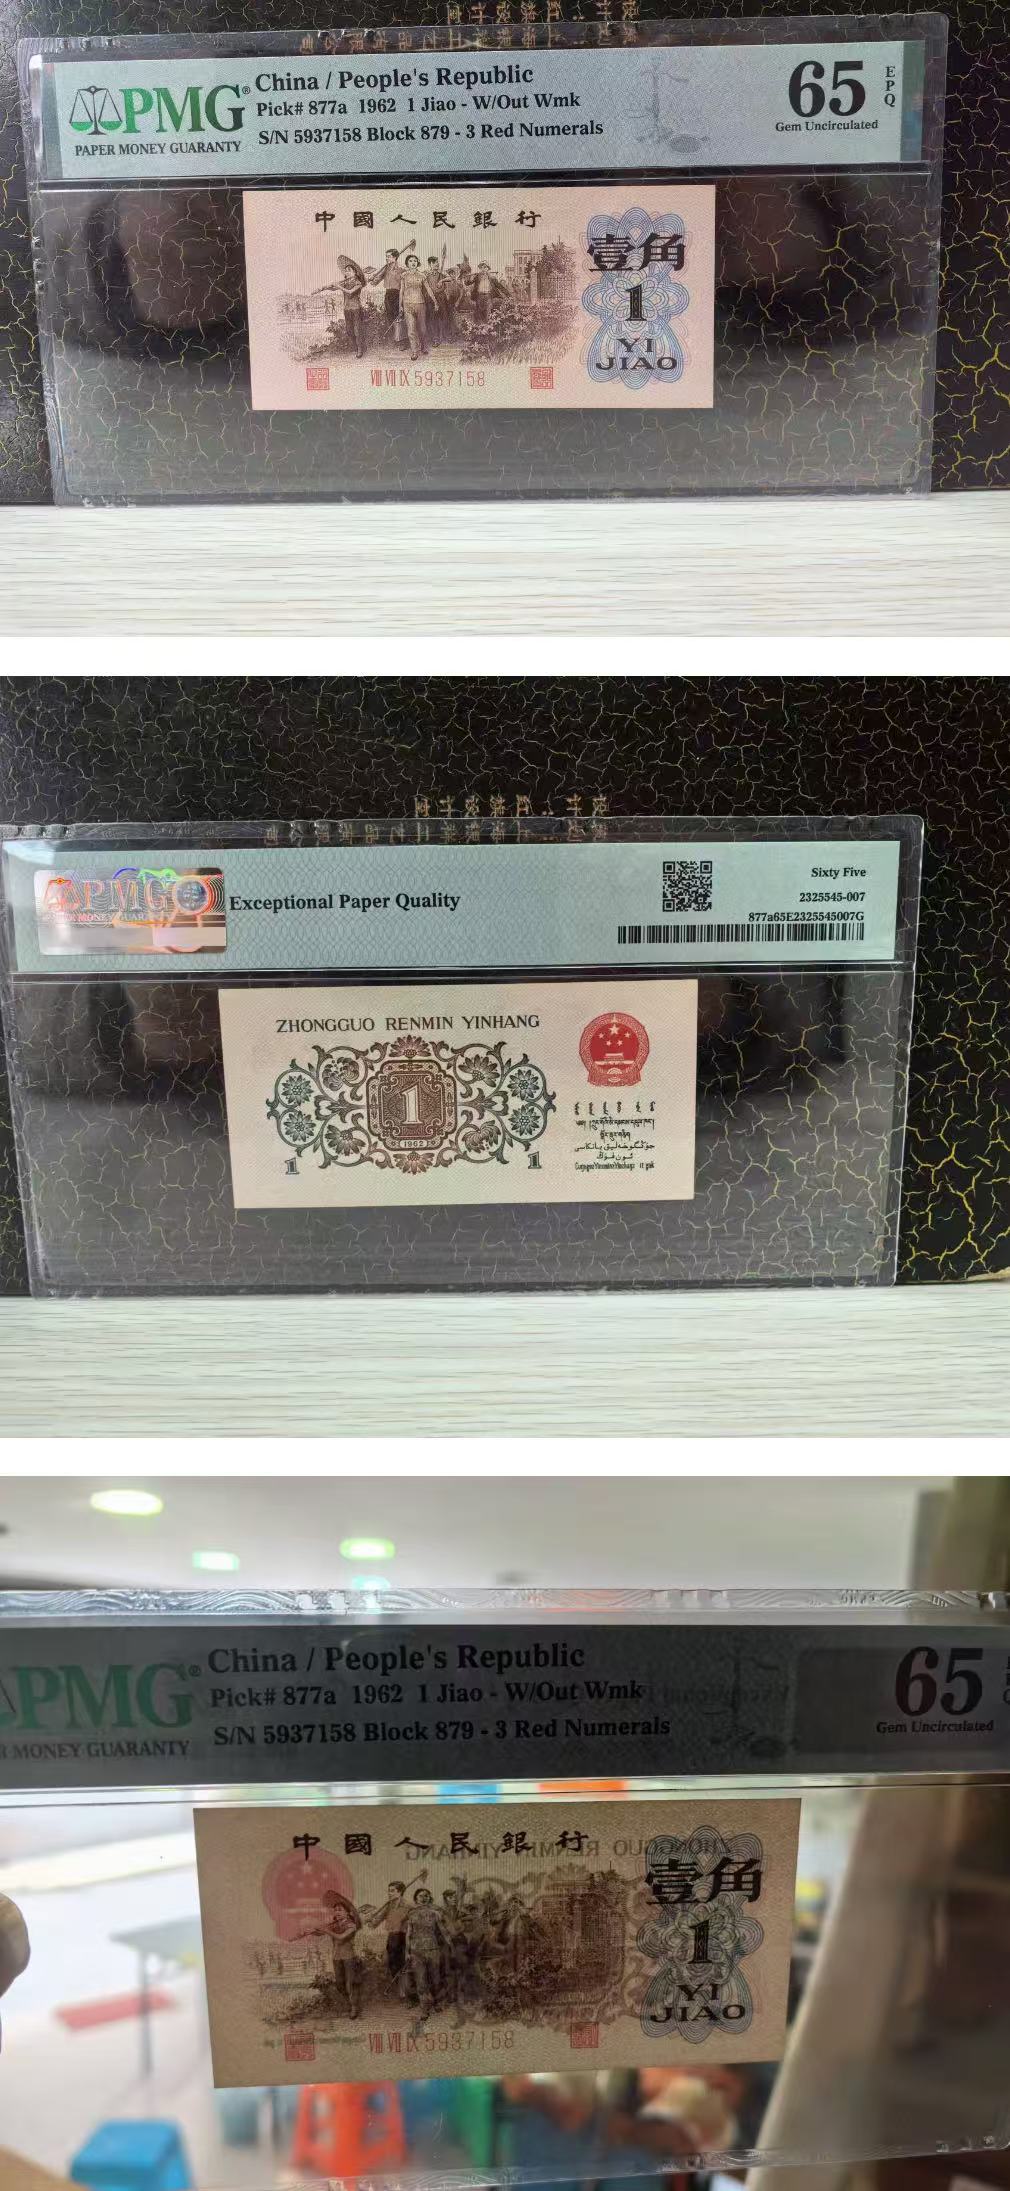 PMG®
PAPER MONEY GUARANTY
China / People's Republic
Pick# 877a 1962 1 Jiao - W/Out Wmk
S/N 5937158 Block 879 - 3 Red Numerals
65
EPQ
Gem Uncirculated
中國人民銀行
壹角
1
YI
JIAO
VIII VII IX 5937158
PMG
Exceptional Paper Quality
Sixty Five
2325545-007
877a65E2325545007G
ZHONGGUO RENMIN YINHANG
1
1962
1
1
PMG®
MONEY GUARANTY
China / People's Republic
Pick# 877a 1962 1 Jiao - W/Out Wmk
S/N 5937158 Block 879 - 3 Red Numerals
65
Gem Uncirculated
中國人民銀行
壹角
1
YI
JIAO
VIII VII IX 5937158